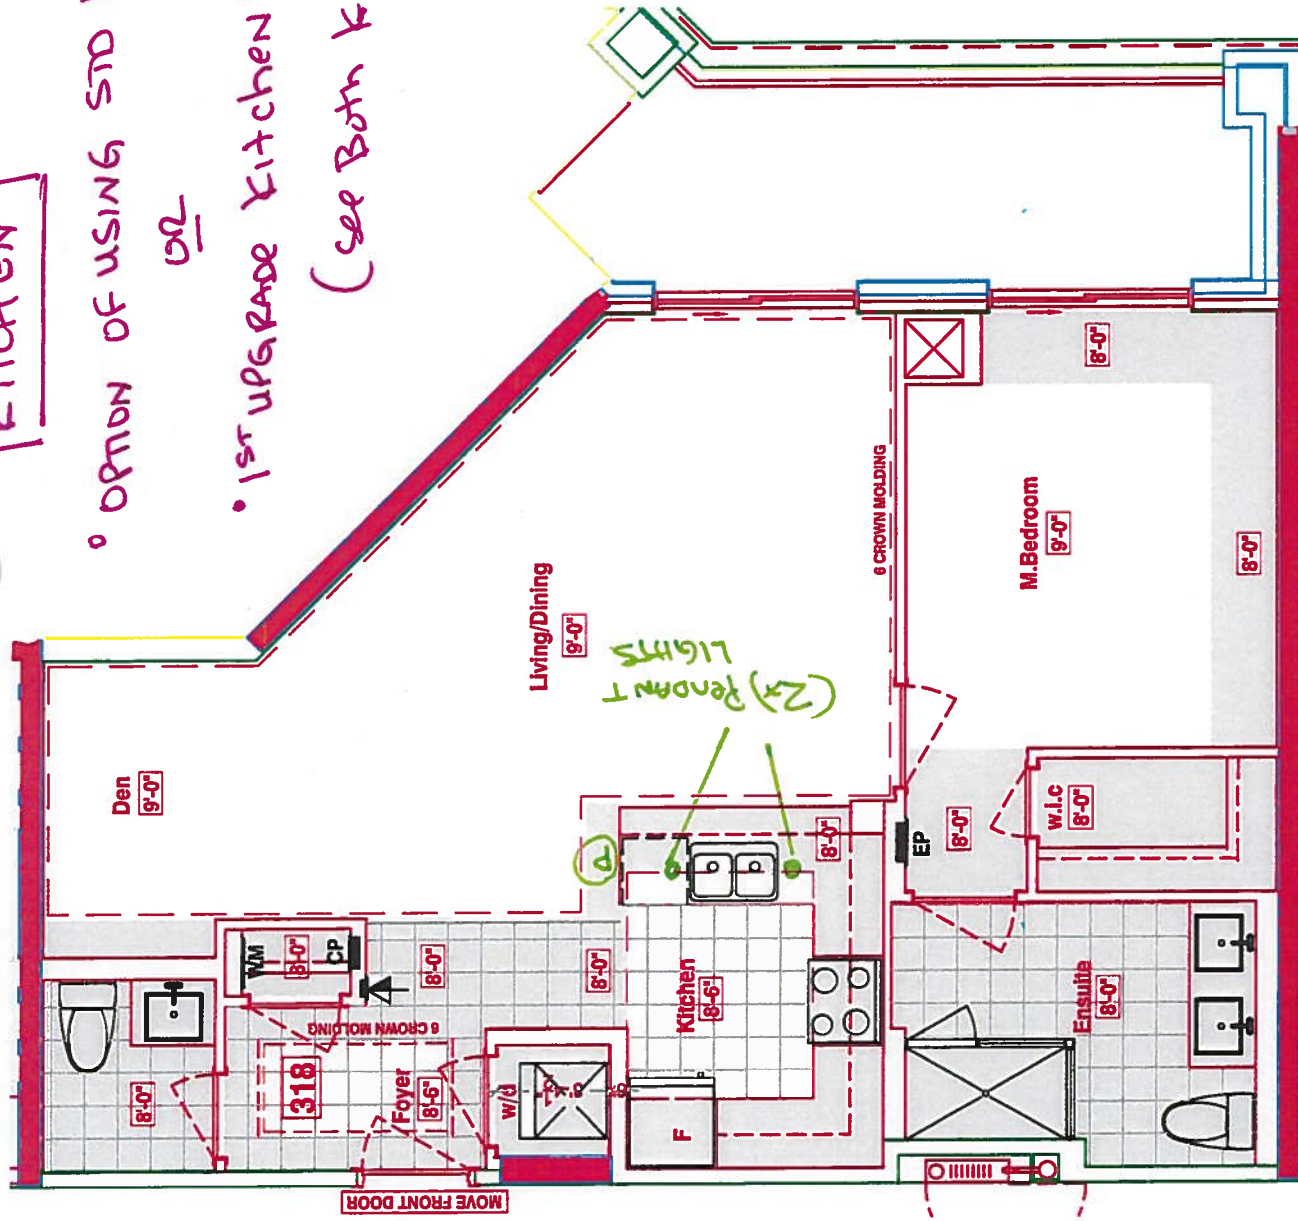 KITCHEN
• OPTION OF USING STD
OR
• 1ST UPGRADE Kitchen
(see Both K
Den
9'-0"
Living/Dining
9'-0"
(2x) PENDANT
LIGHTS
6 CROWN MOLDING
M.Bedroom
9'-0"
8'-0"
8'-0"
8'-0"
EP
8'-0"
w.i.c
8'-0"
WM
8'-0"
CP
8'-0"
8'-0"
Kitchen
8'-6"
Ensuite
8'-0"
6 CROWN MOLDING
318
Foyer
8'-6"
8'-0"
w/d
F
MOVE FRONT DOOR